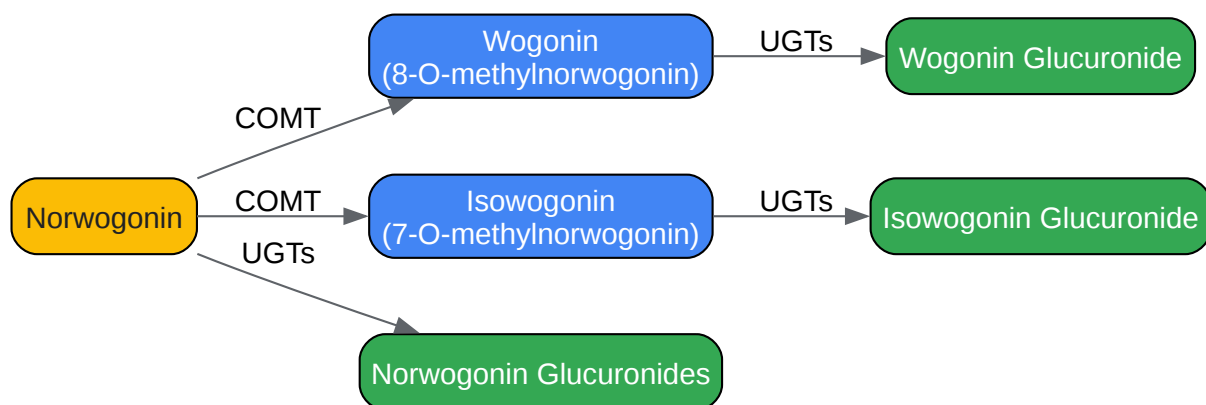 Wogonin
(8-O-methylnorwogonin)
UGTs
Wogonin Glucuronide
COMT
Norwogonin
COMT
Isowogonin
(7-O-methylnorwogonin)
UGTs
Isowogonin Glucuronide
UGTs
Norwogonin Glucuronides